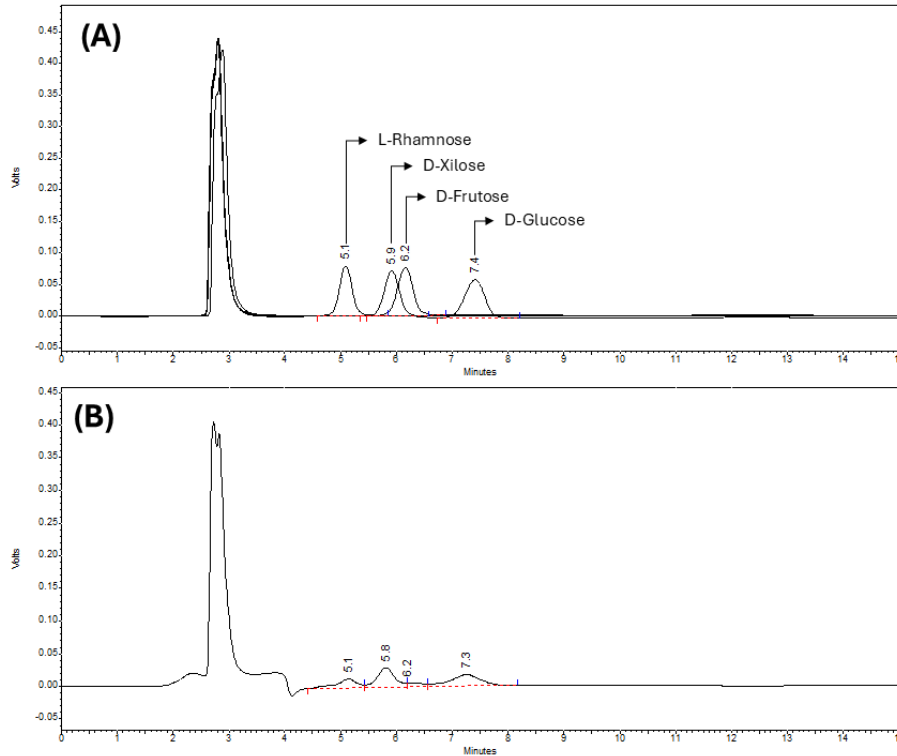 (A)
0.45
0.40
0.35
0.30
0.25
0.20
0.15
0.10
0.05
0.00
-0.05
Volts
L-Rhamnose
D-Xilose
D-Frutose
D-Glucose
5.1
5.9
6.2
7.4
0 1 2 3 4 5 6 7 8 9 10 11 12 13 14 15
Minutes
(B)
0.45
0.40
0.35
0.30
0.25
0.20
0.15
0.10
0.05
0.00
-0.05
Volts
5.1
5.8
6.2
7.3
0 1 2 3 4 5 6 7 8 9 10 11 12 13 14 15
Minutes